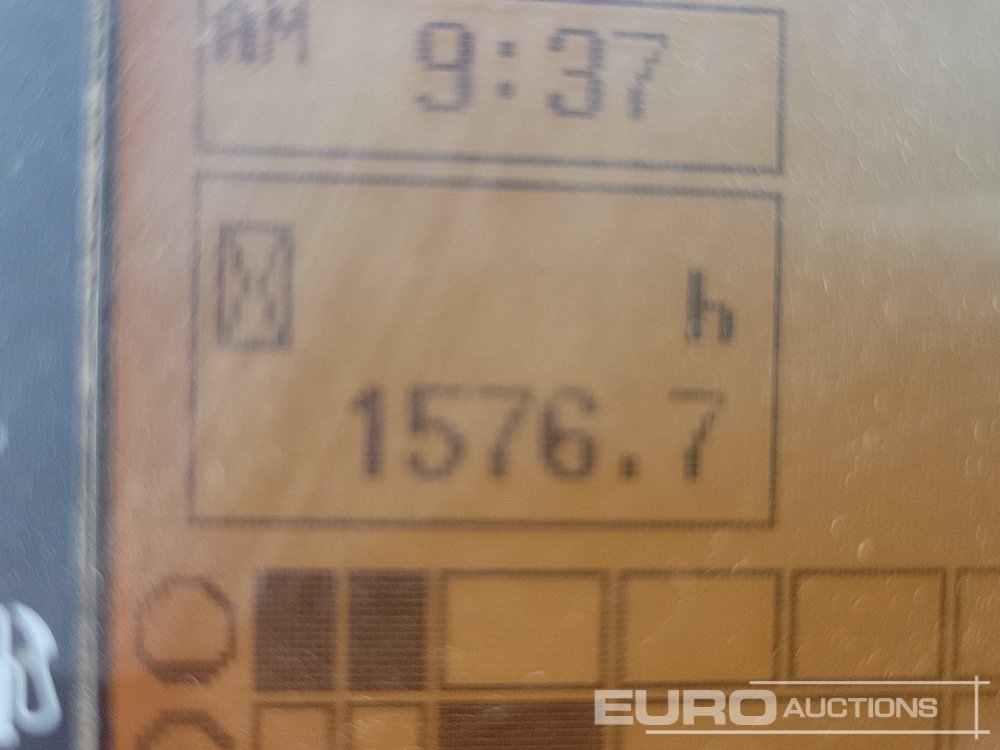 AM 9:37
h
1576.7
EURO AUCTIONS